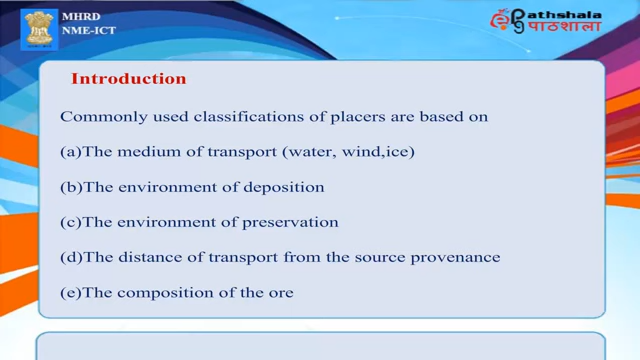 MHRD
NME-ICT
Pathshala
पाठशाला
Introduction
Commonly used classifications of placers are based on
(a)The medium of transport (water, wind,ice)
(b)The environment of deposition
(c)The environment of preservation
(d)The distance of transport from the source provenance
(e)The composition of the ore